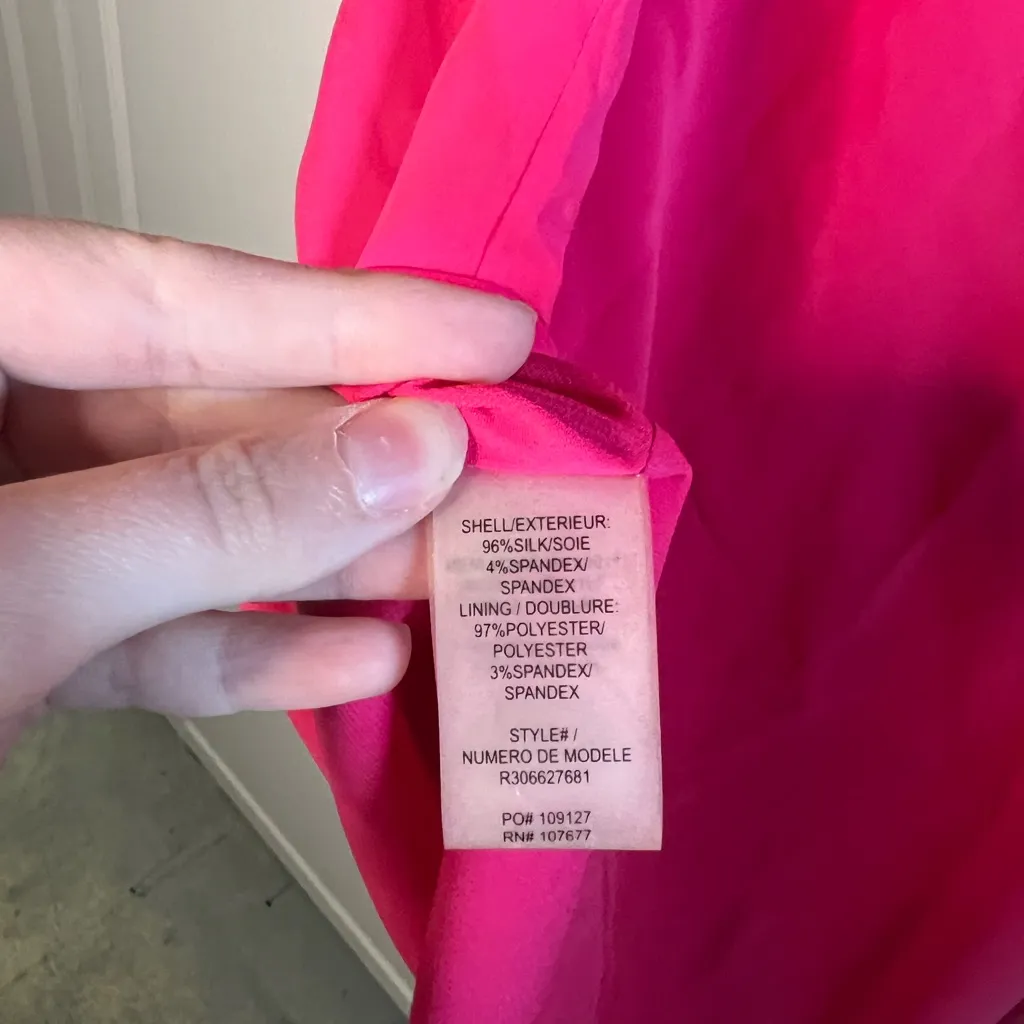 SHELL/EXTERIEUR:
96%SILK/SOIE
4%SPANDEX/
SPANDEX
LINING / DOUBLURE:
97%POLYESTER/
POLYESTER
3%SPANDEX/
SPANDEX
STYLE# /
NUMERO DE MODELE
R306627681
PO# 109127
RN# 107677